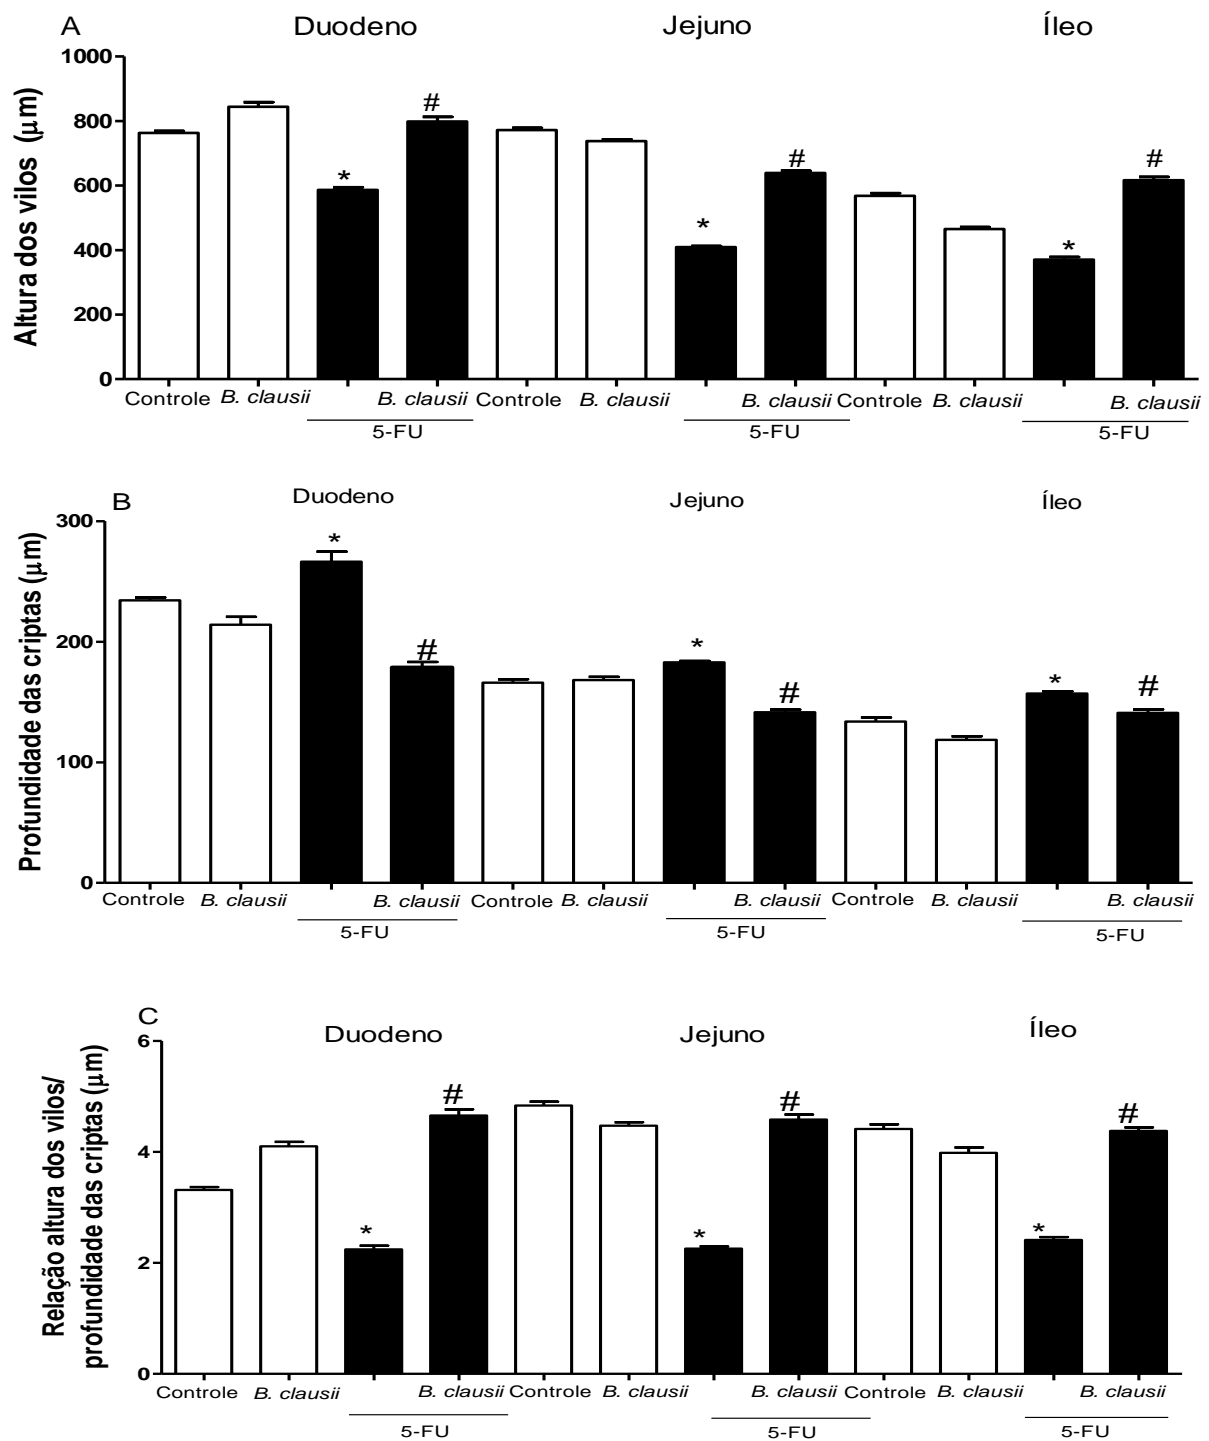 A
Duodeno Jejuno Íleo
Altura dos vilos (μm)
1000
800
600
400
200
0
* # * # * #
Controle B. clausii B. clausii Controle B. clausii B. clausii Controle B. clausii B. clausii
5-FU 5-FU 5-FU
B
Duodeno Jejuno Íleo
Profundidade das criptas (μm)
300
200
100
0
* # * # * #
Controle B. clausii B. clausii Controle B. clausii B. clausii Controle B. clausii B. clausii
5-FU 5-FU 5-FU
C
Duodeno Jejuno Íleo
Relação altura dos vilos/
profundidade das criptas (μm)
6
4
2
0
* # * # * #
Controle B. clausii B. clausii Controle B. clausii B. clausii Controle B. clausii B. clausii
5-FU 5-FU 5-FU